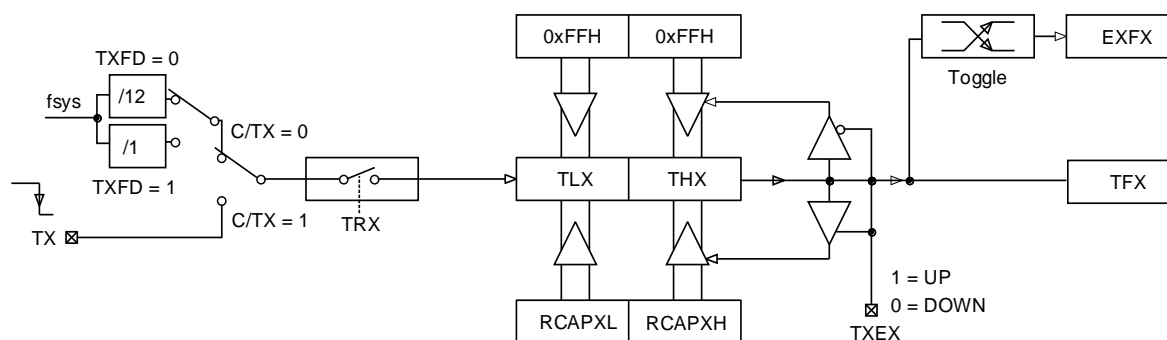 0xFFH 0xFFH
EXFX
TXFD = 0
Toggle
fsys
/12
C/TX = 0
/1
TXFD = 1
TLX THX
TFX
C/TX = 1
TRX
TX
1 = UP
0 = DOWN
RCAPXL RCAPXH
TXEX